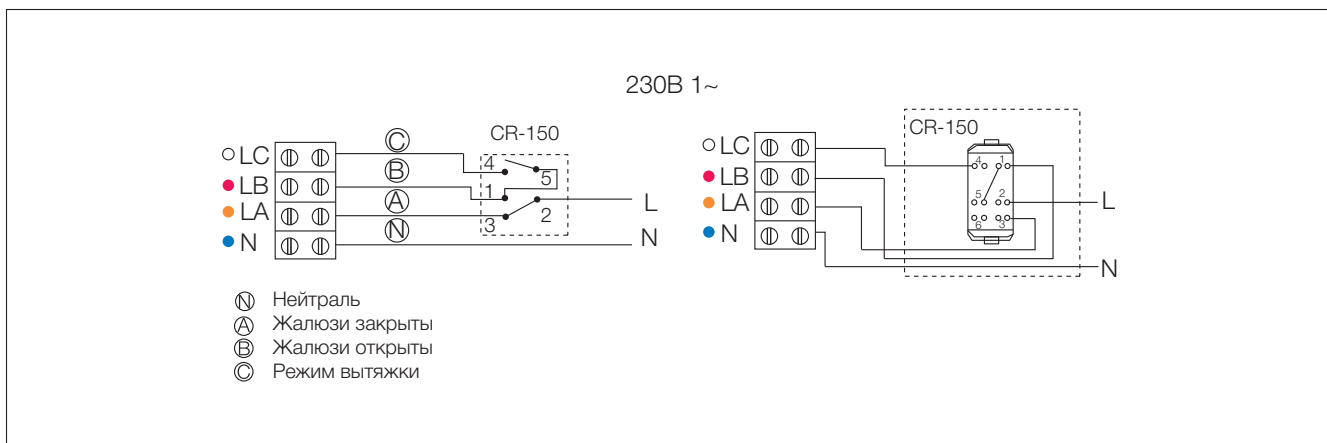 230В 1~
CR-150
LC
LB
LA
N
C
B
A
N
4
1
5
3
2
L
N
CR-150
LC
LB
LA
N
4 1
5 2
6 3
L
N
N Нейтраль
A Жалюзи закрыты
B Жалюзи открыты
C Режим вытяжки